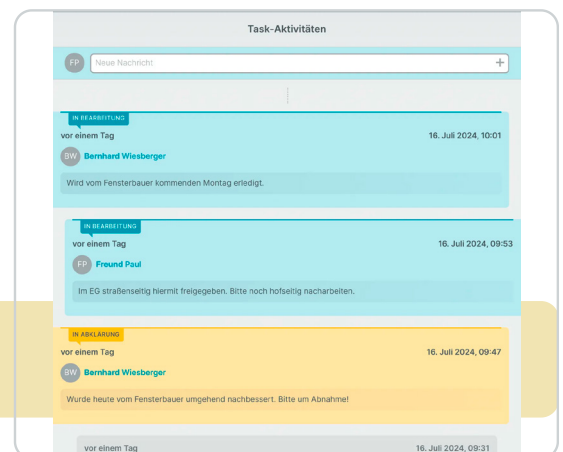 Task-Aktivitäten
FP Neue Nachricht +
IN BEARBEITUNG
vor einem Tag 16. Juli 2024, 10:01
BW Bernhard Wiesberger
Wird vom Fensterbauer kommenden Montag erledigt.
IN BEARBEITUNG
vor einem Tag 16. Juli 2024, 09:53
FP Freund Paul
Im EG straßenseitig hiermit freigegeben. Bitte noch hofseitig nacharbeiten.
IN ABKLÄRUNG
vor einem Tag 16. Juli 2024, 09:47
BW Bernhard Wiesberger
Wurde heute vom Fensterbauer umgehend nachbessert. Bitte um Abnahme!
vor einem Tag 16. Juli 2024, 09:31